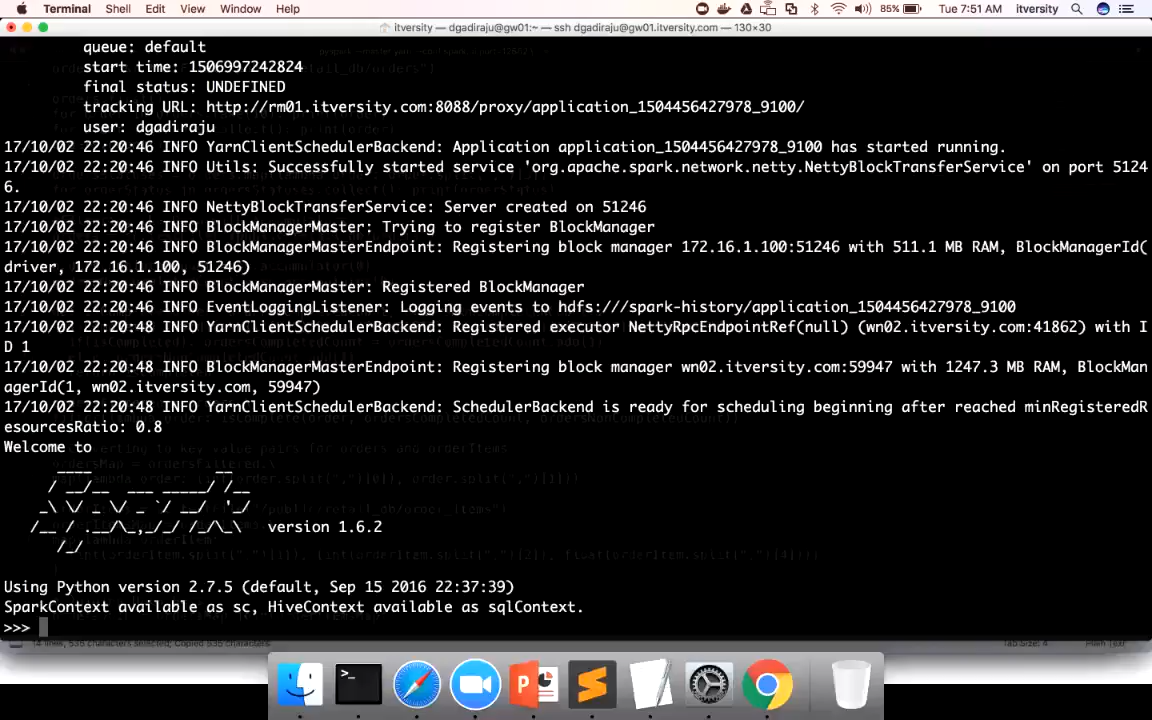 Terminal Shell Edit View Window Help 85% Tue 7:51 AM itversity
itversity — dgadiraju@gw01:~ — ssh dgadiraju@gw01.itversity.com — 130×30
queue: default
start time: 1506997242824
final status: UNDEFINED
tracking URL: http://rm01.itversity.com:8088/proxy/application_1504456427978_9100/
user: dgadiraju
17/10/02 22:20:46 INFO YarnClientSchedulerBackend: Application application_1504456427978_9100 has started running.
17/10/02 22:20:46 INFO Utils: Successfully started service 'org.apache.spark.network.netty.NettyBlockTransferService' on port 5124
6.
17/10/02 22:20:46 INFO NettyBlockTransferService: Server created on 51246
17/10/02 22:20:46 INFO BlockManagerMaster: Trying to register BlockManager
17/10/02 22:20:46 INFO BlockManagerMasterEndpoint: Registering block manager 172.16.1.100:51246 with 511.1 MB RAM, BlockManagerId(
driver, 172.16.1.100, 51246)
17/10/02 22:20:46 INFO BlockManagerMaster: Registered BlockManager
17/10/02 22:20:46 INFO EventLoggingListener: Logging events to hdfs:///spark-history/application_1504456427978_9100
17/10/02 22:20:48 INFO YarnClientSchedulerBackend: Registered executor NettyRpcEndpointRef(null) (wn02.itversity.com:41862) with I
D 1
17/10/02 22:20:48 INFO BlockManagerMasterEndpoint: Registering block manager wn02.itversity.com:59947 with 1247.3 MB RAM, BlockMan
agerId(1, wn02.itversity.com, 59947)
17/10/02 22:20:48 INFO YarnClientSchedulerBackend: SchedulerBackend is ready for scheduling beginning after reached minRegisteredR
esourcesRatio: 0.8
Welcome to
version 1.6.2
Using Python version 2.7.5 (default, Sep 15 2016 22:37:39)
SparkContext available as sc, HiveContext available as sqlContext.
>>>